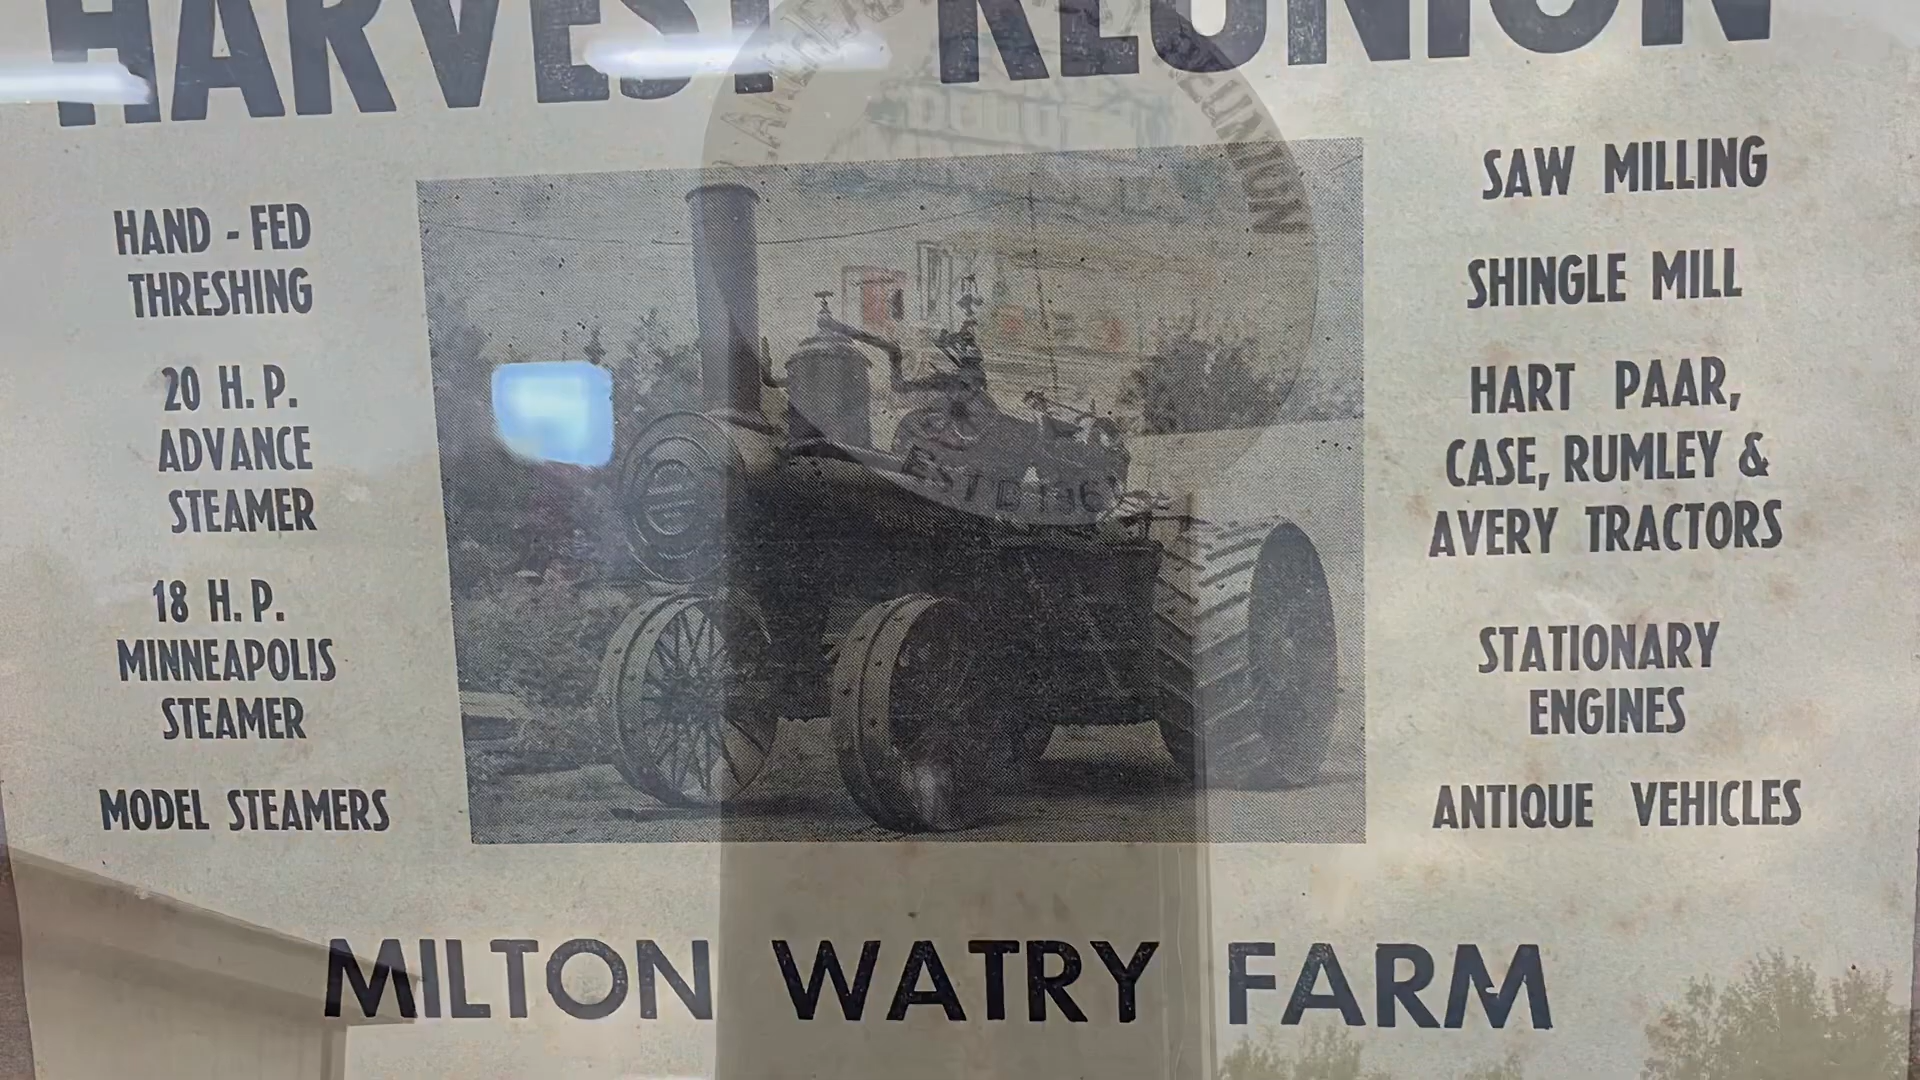 HARVEST REUNION
HAND - FED
THRESHING
20 H. P.
ADVANCE
STEAMER
18 H. P.
MINNEAPOLIS
STEAMER
MODEL STEAMERS
SAW MILLING
SHINGLE MILL
HART PAAR,
CASE, RUMLEY &
AVERY TRACTORS
STATIONARY
ENGINES
ANTIQUE VEHICLES
REUNION
MILTON WATRY FARM